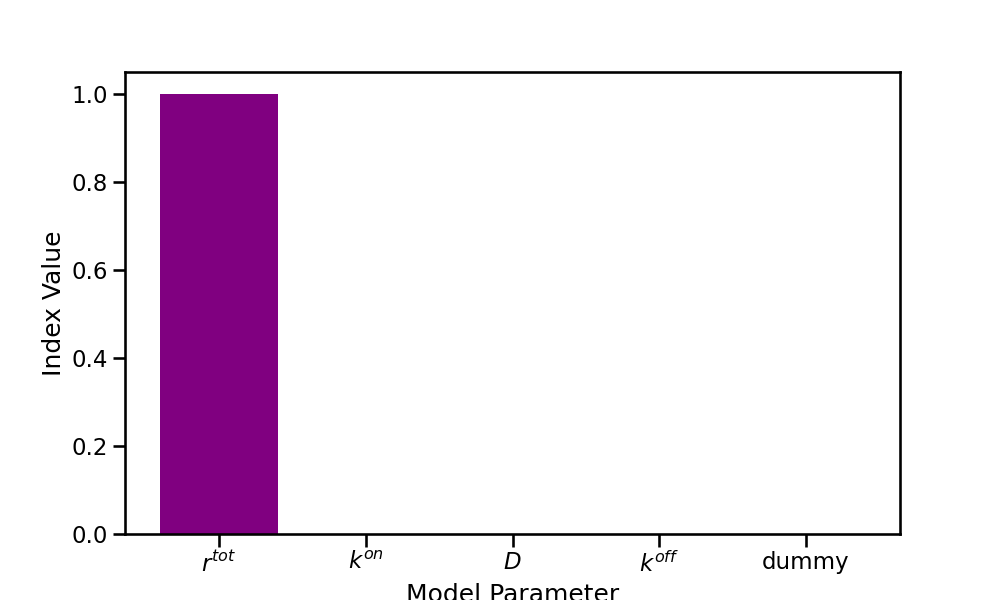 1.0
0.8
0.6
0.4
0.2
0.0
Index Value
r^{tot} k^{on} D k^{off} dummy
Model Parameter